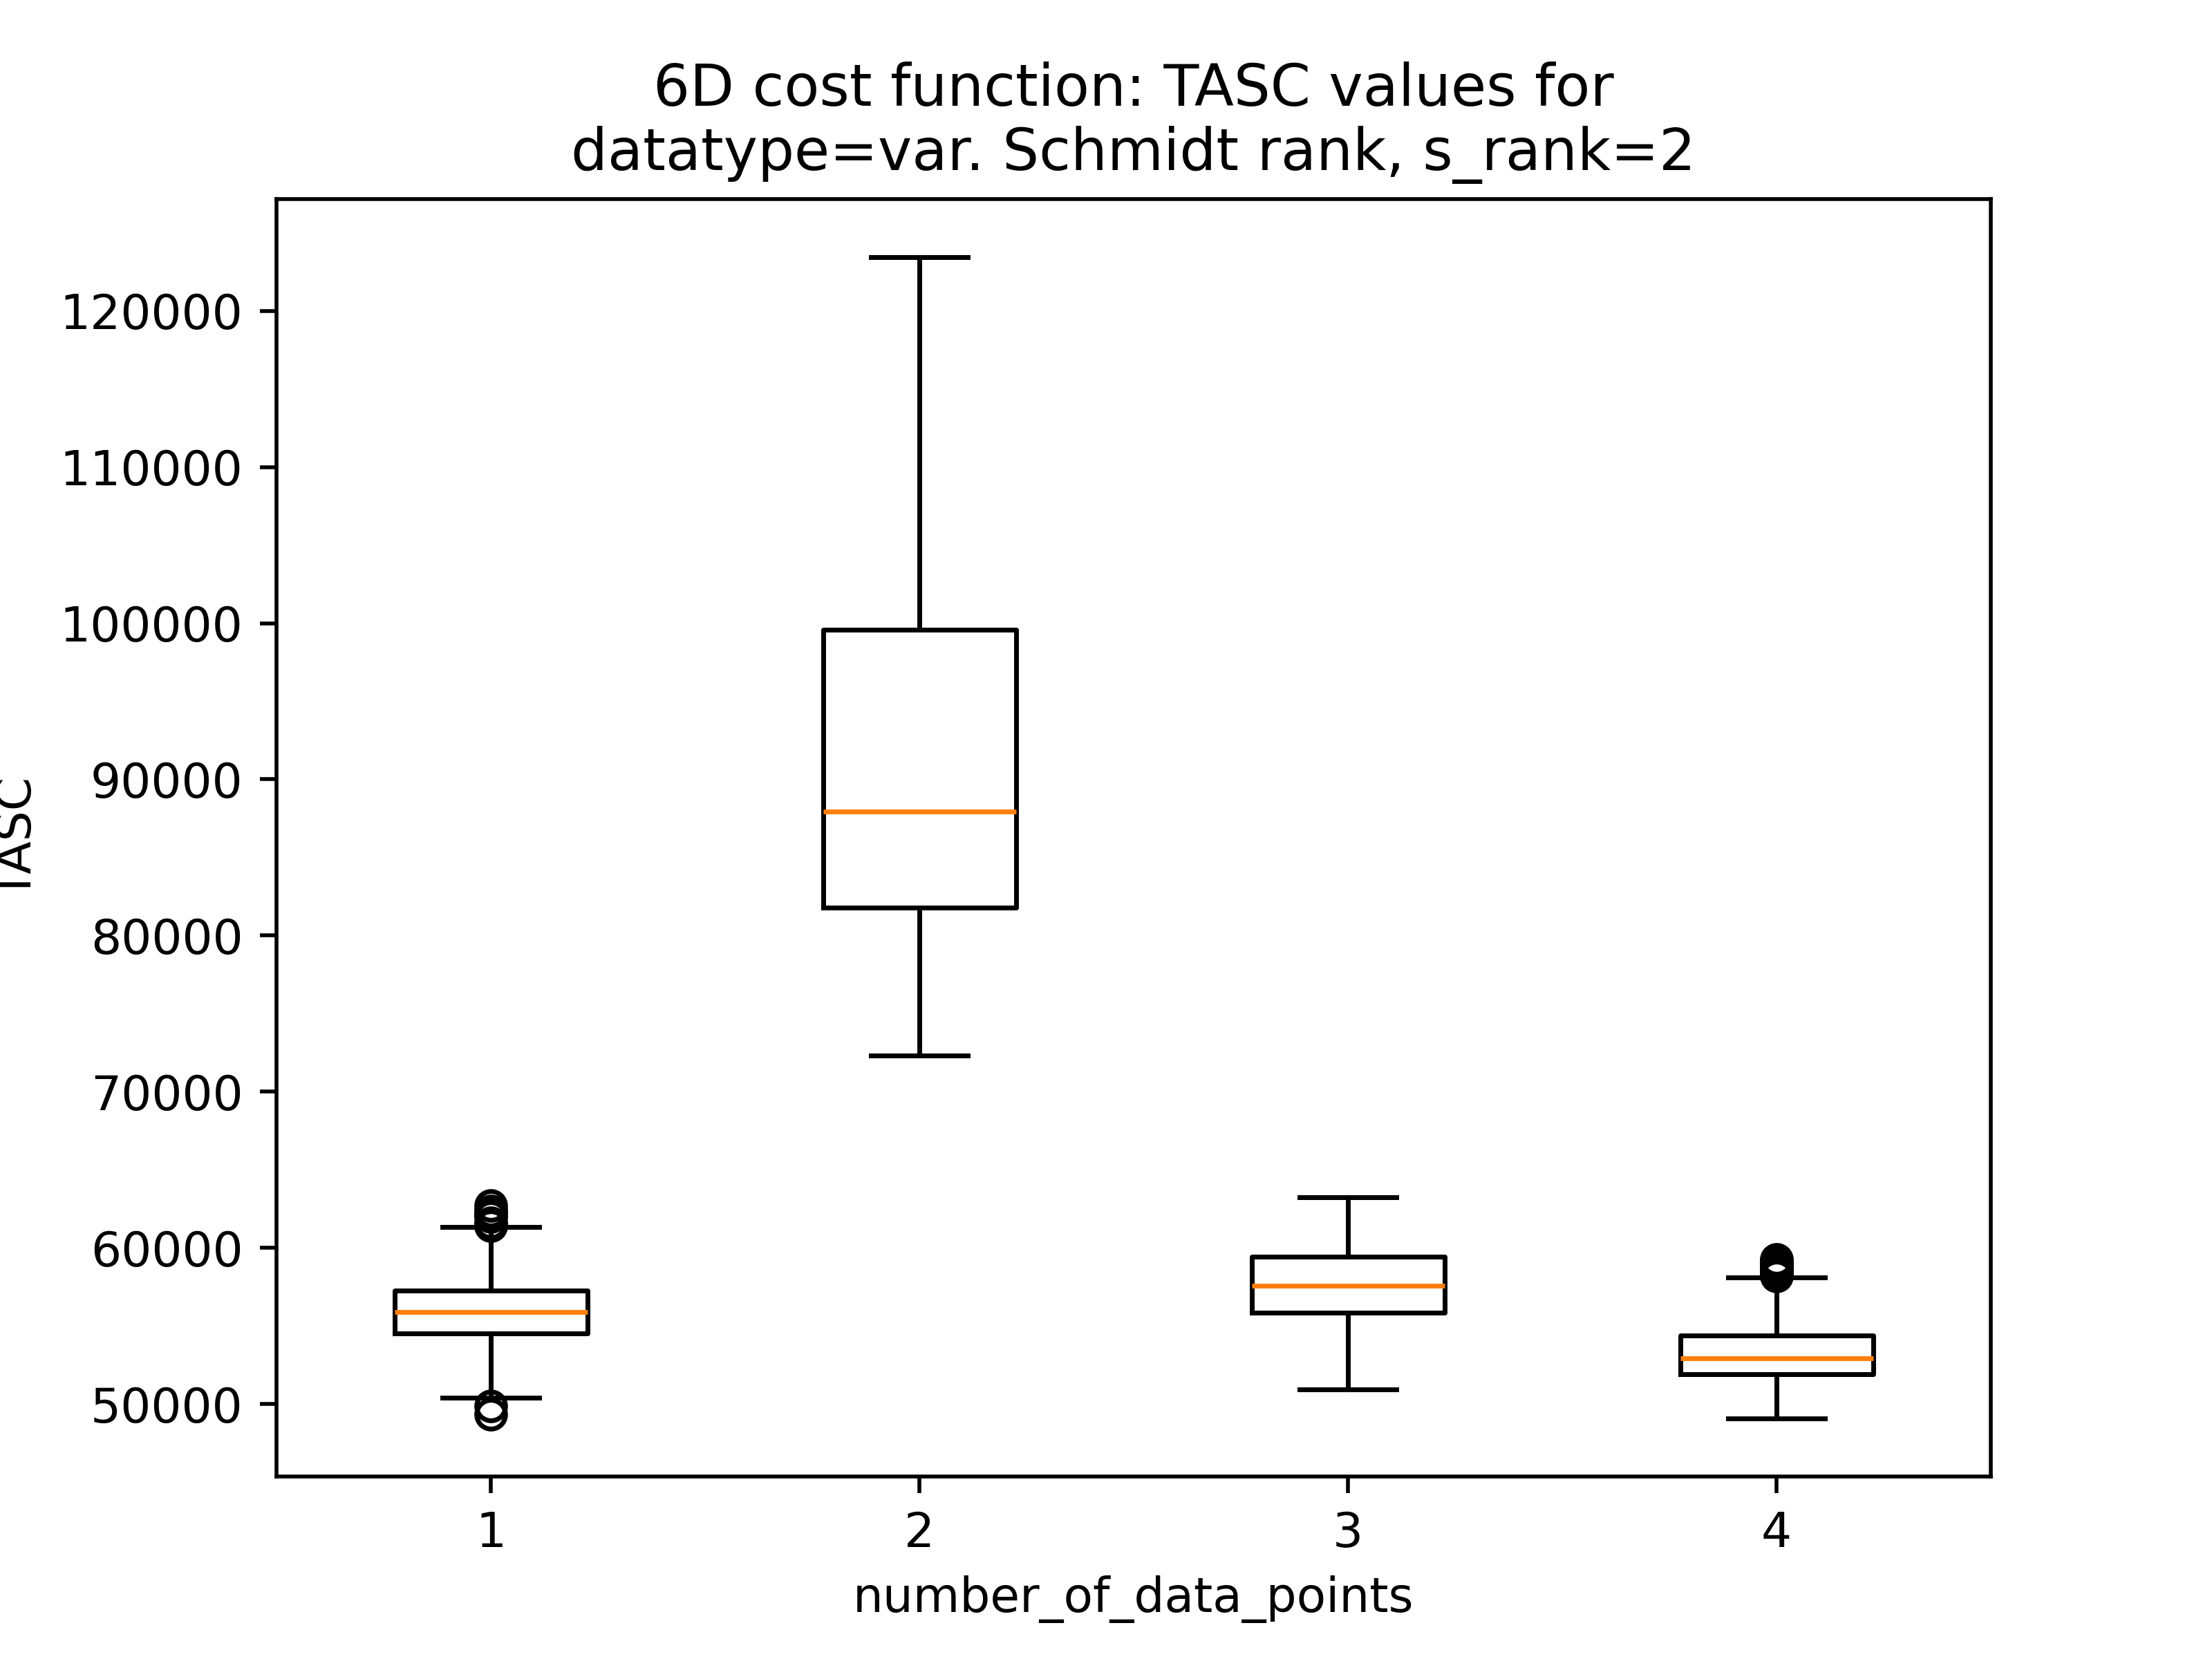 6D cost function: TASC values for
datatype=var. Schmidt rank, s_rank=2
120000
110000
100000
90000
80000
70000
60000
50000
TASC
1 2 3 4
number_of_data_points